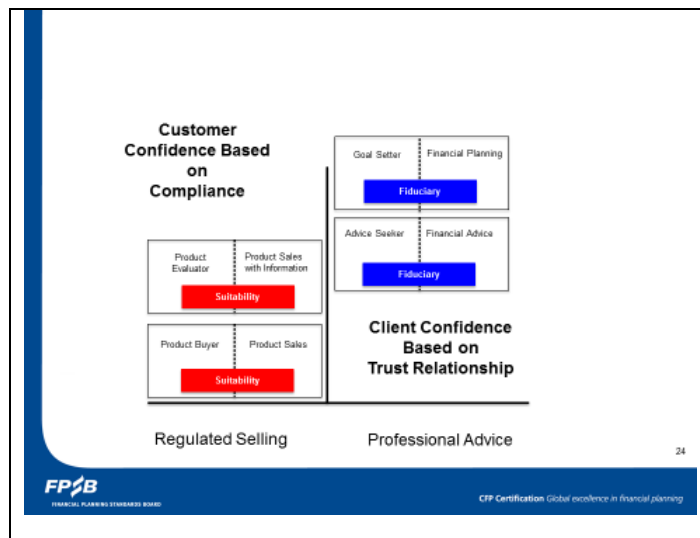 Customer
Confidence Based
on
Compliance
Goal Setter
Financial Planning
Fiduciary
Advice Seeker
Financial Advice
Fiduciary
Product
Evaluator
Product Sales
with Information
Suitability
Product Buyer
Product Sales
Suitability
Client Confidence
Based on
Trust Relationship
Regulated Selling
Professional Advice
24
FPSB
FINANCIAL PLANNING STANDARDS BOARD
CFP Certification Global excellence in financial planning